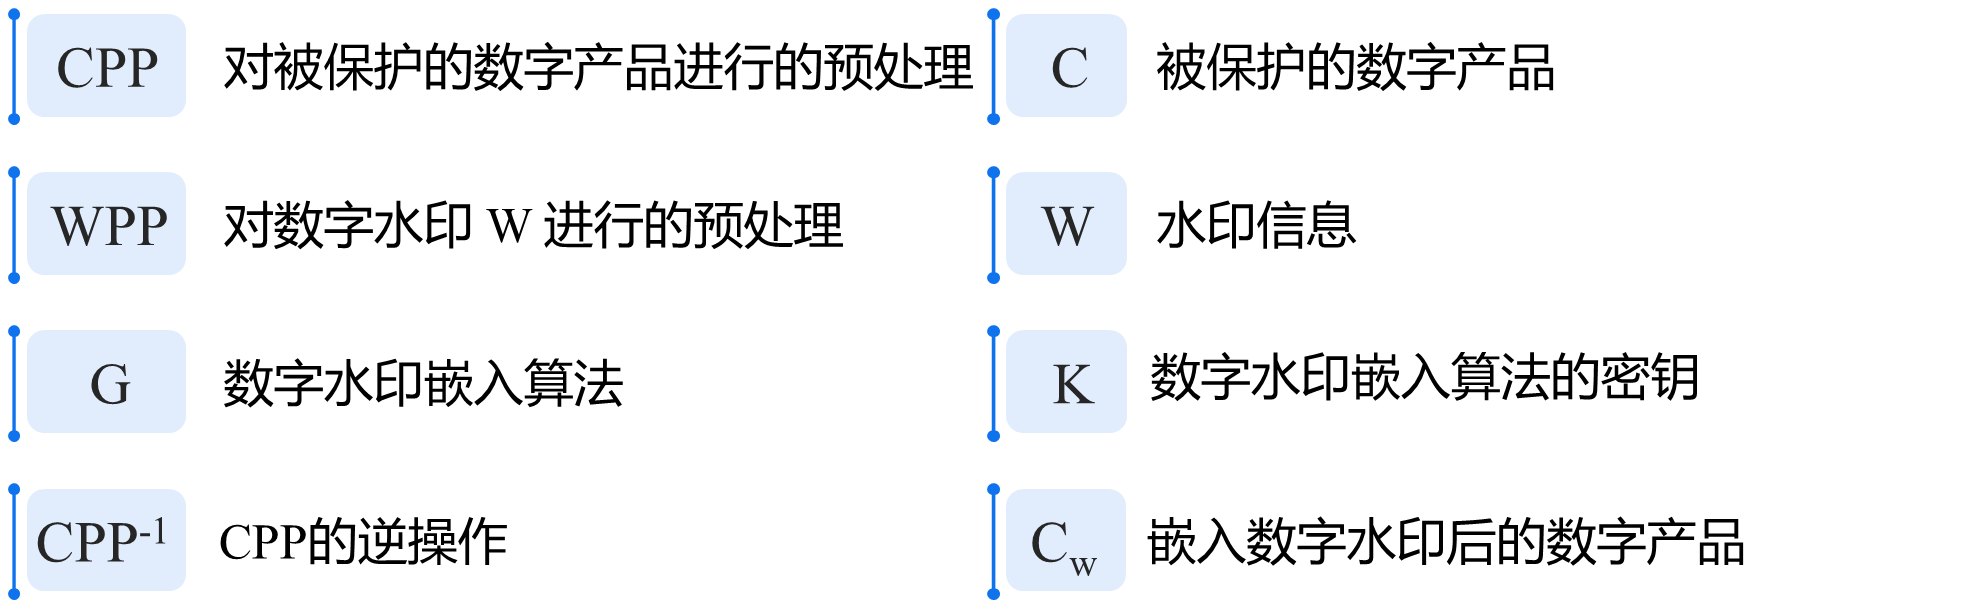 CPP 对被保护的数字产品进行的预处理 C 被保护的数字产品
WPP 对数字水印 W 进行的预处理 W 水印信息
G 数字水印嵌入算法 K 数字水印嵌入算法的密钥
CPP⁻¹ CPP的逆操作 C_w 嵌入数字水印后的数字产品